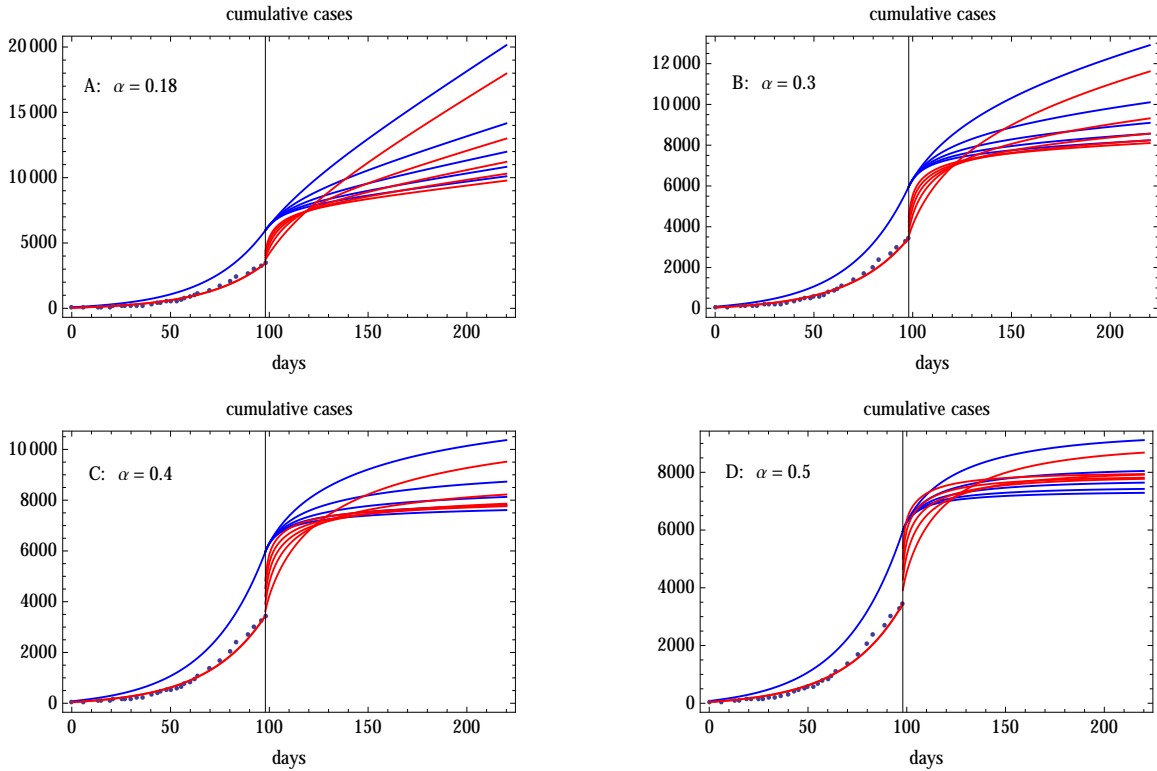 cumulative cases
20 000
15 000
10 000
5000
0
A: α = 0.18
0 50 100 150 200
days
cumulative cases
12 000
10 000
8000
6000
4000
2000
0
B: α = 0.3
0 50 100 150 200
days
cumulative cases
10 000
8000
6000
4000
2000
0
C: α = 0.4
0 50 100 150 200
days
cumulative cases
8000
6000
4000
2000
0
D: α = 0.5
0 50 100 150 200
days